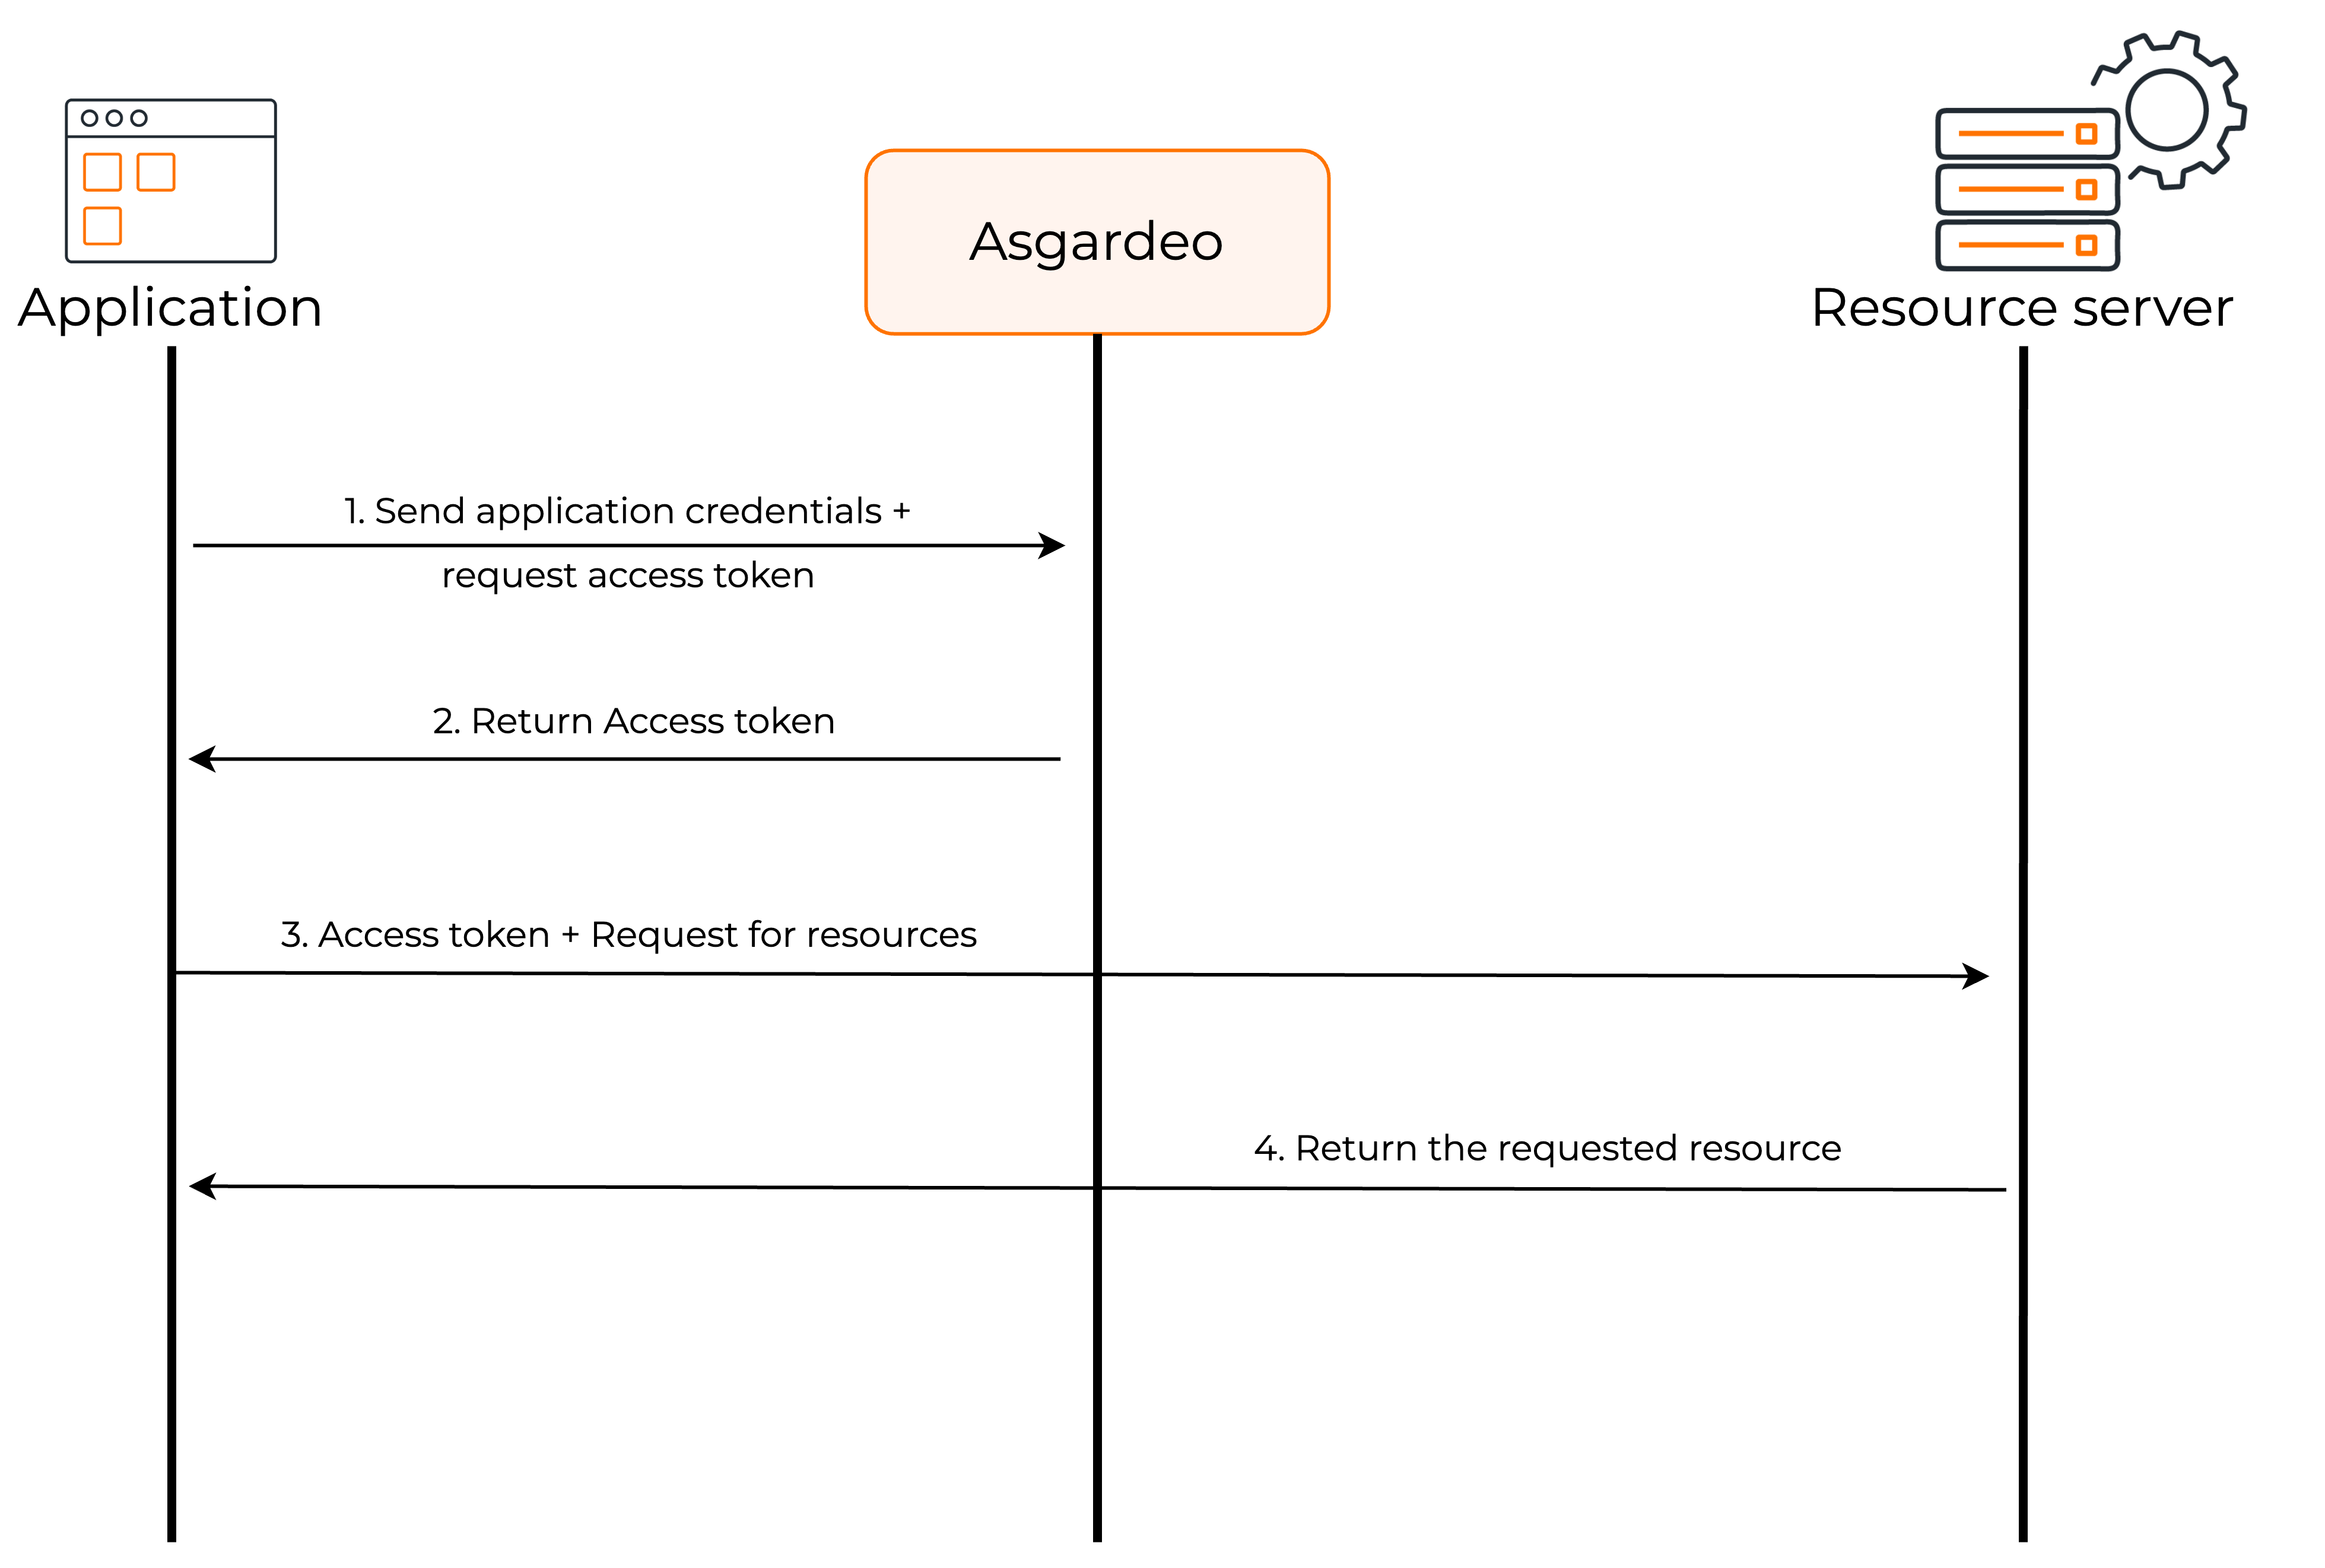 Application
Asgardeo
Resource server
1. Send application credentials +
request access token
2. Return Access token
3. Access token + Request for resources
4. Return the requested resource